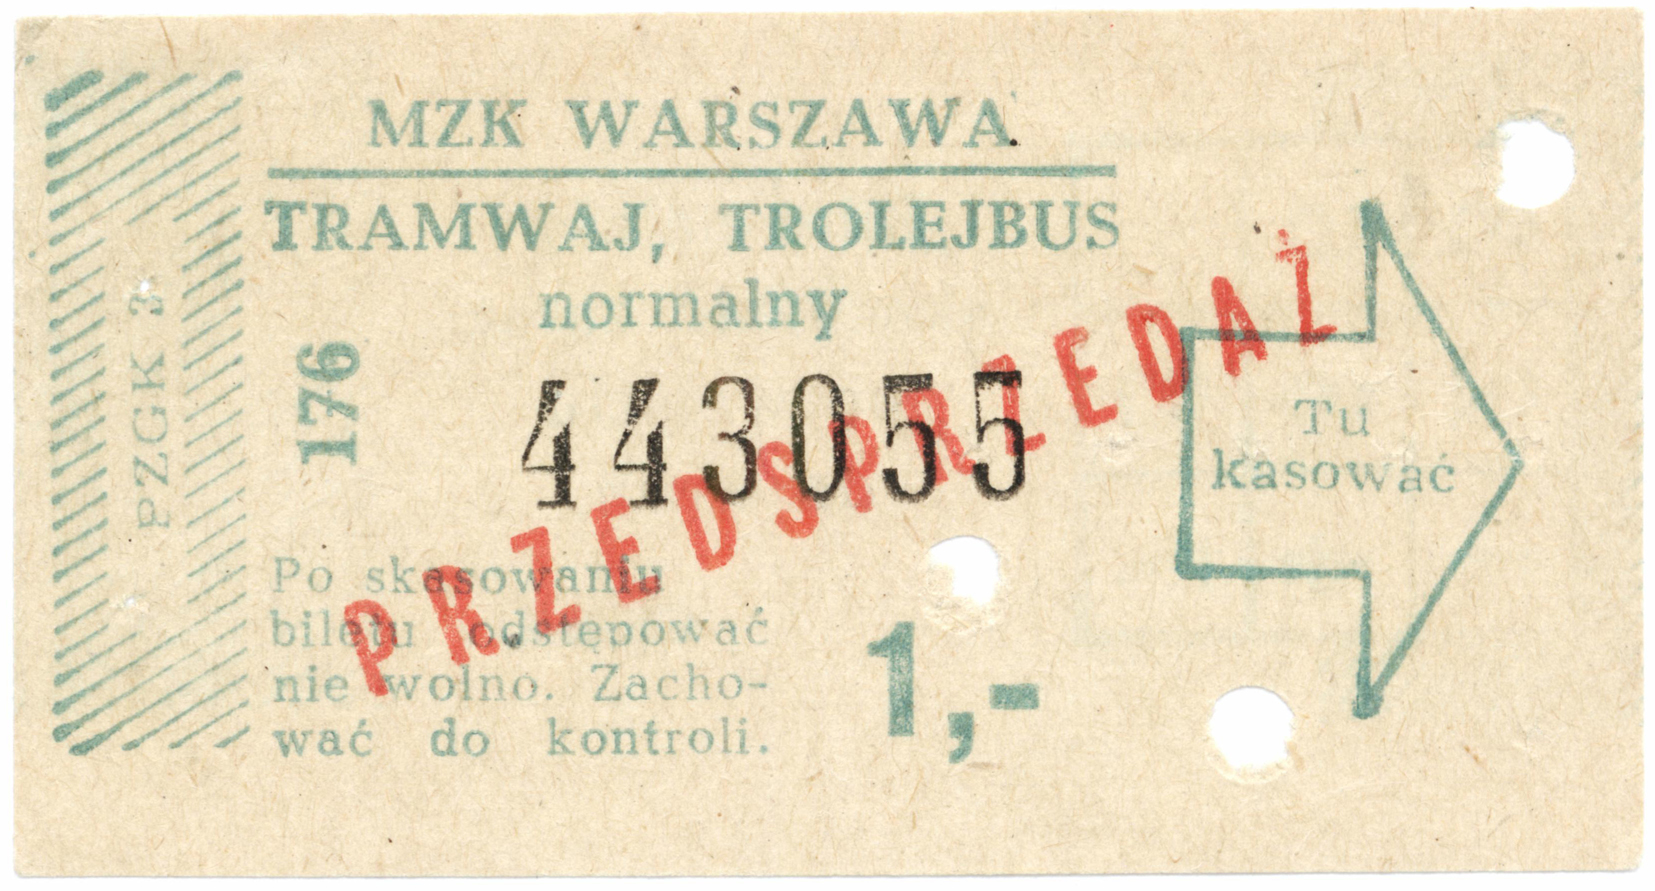 MZK WARSZAWA
TRAMWAJ, TROLEJBUS
normalny
PZGK 3
176
443055
PRZEDSPRZEDAŻ
Tu
kasować
Po skasowaniu
biletu odstępować
nie wolno. Zacho-
wać do kontroli.
1,-